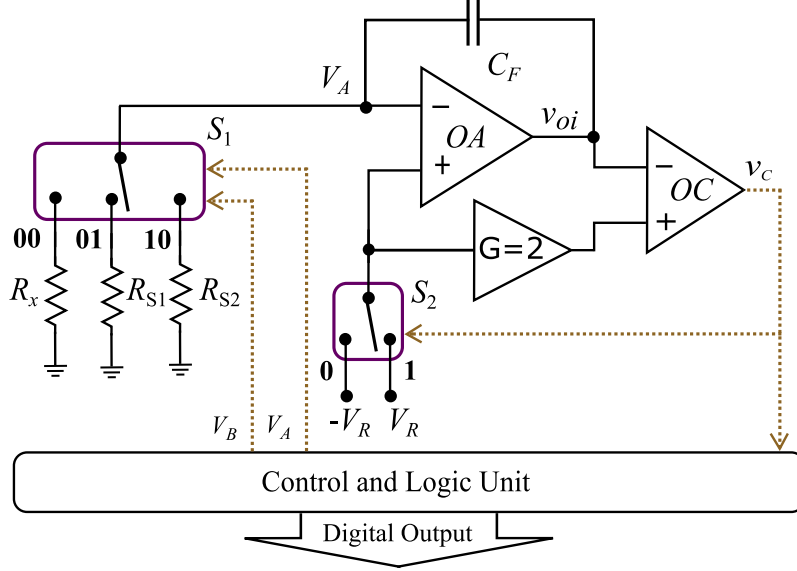 C_F
V_A
−
OA
+
v_oi
−
OC
+
v_C
S_1
00 01 10
R_x R_S1 R_S2
G=2
S_2
0 1
-V_R V_R
V_B V_A
Control and Logic Unit
Digital Output